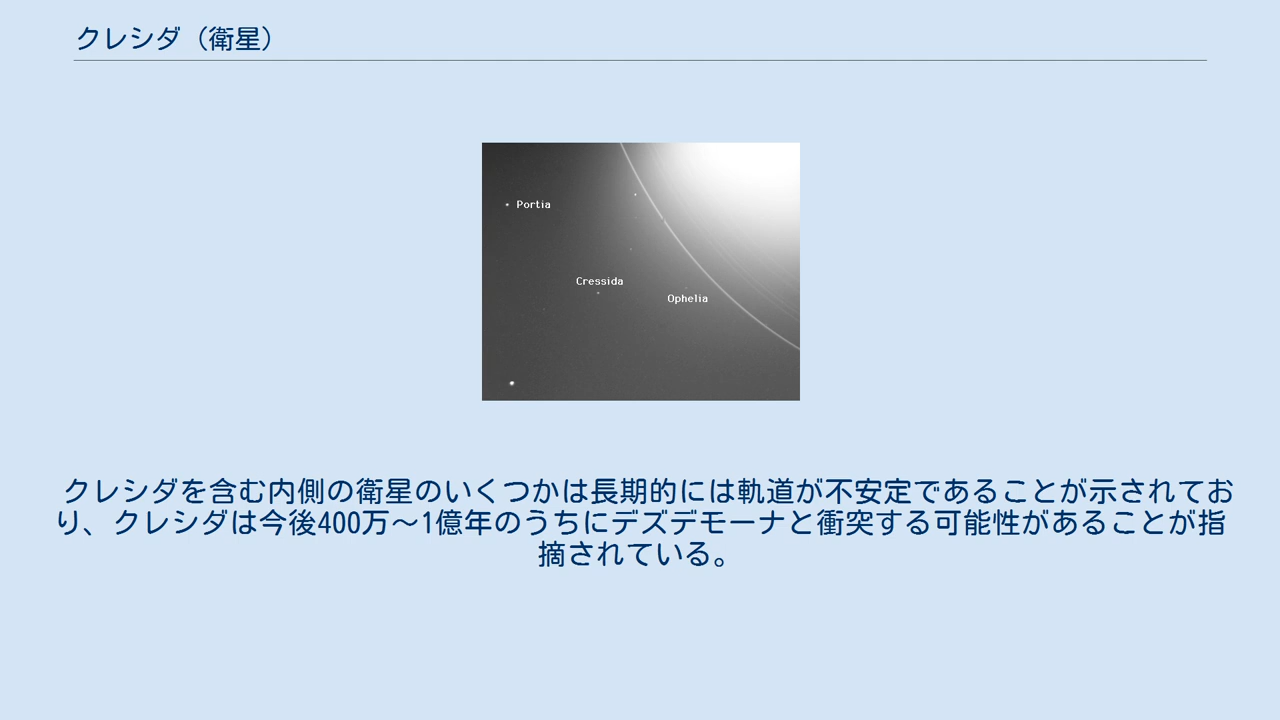 クレシダ（衛星）
Portia
Cressida
Ophelia
クレシダを含む内側の衛星のいくつかは長期的には軌道が不安定であることが示されてお
り、クレシダは今後400万～1億年のうちにデズデモーナと衝突する可能性があることが指
摘されている。